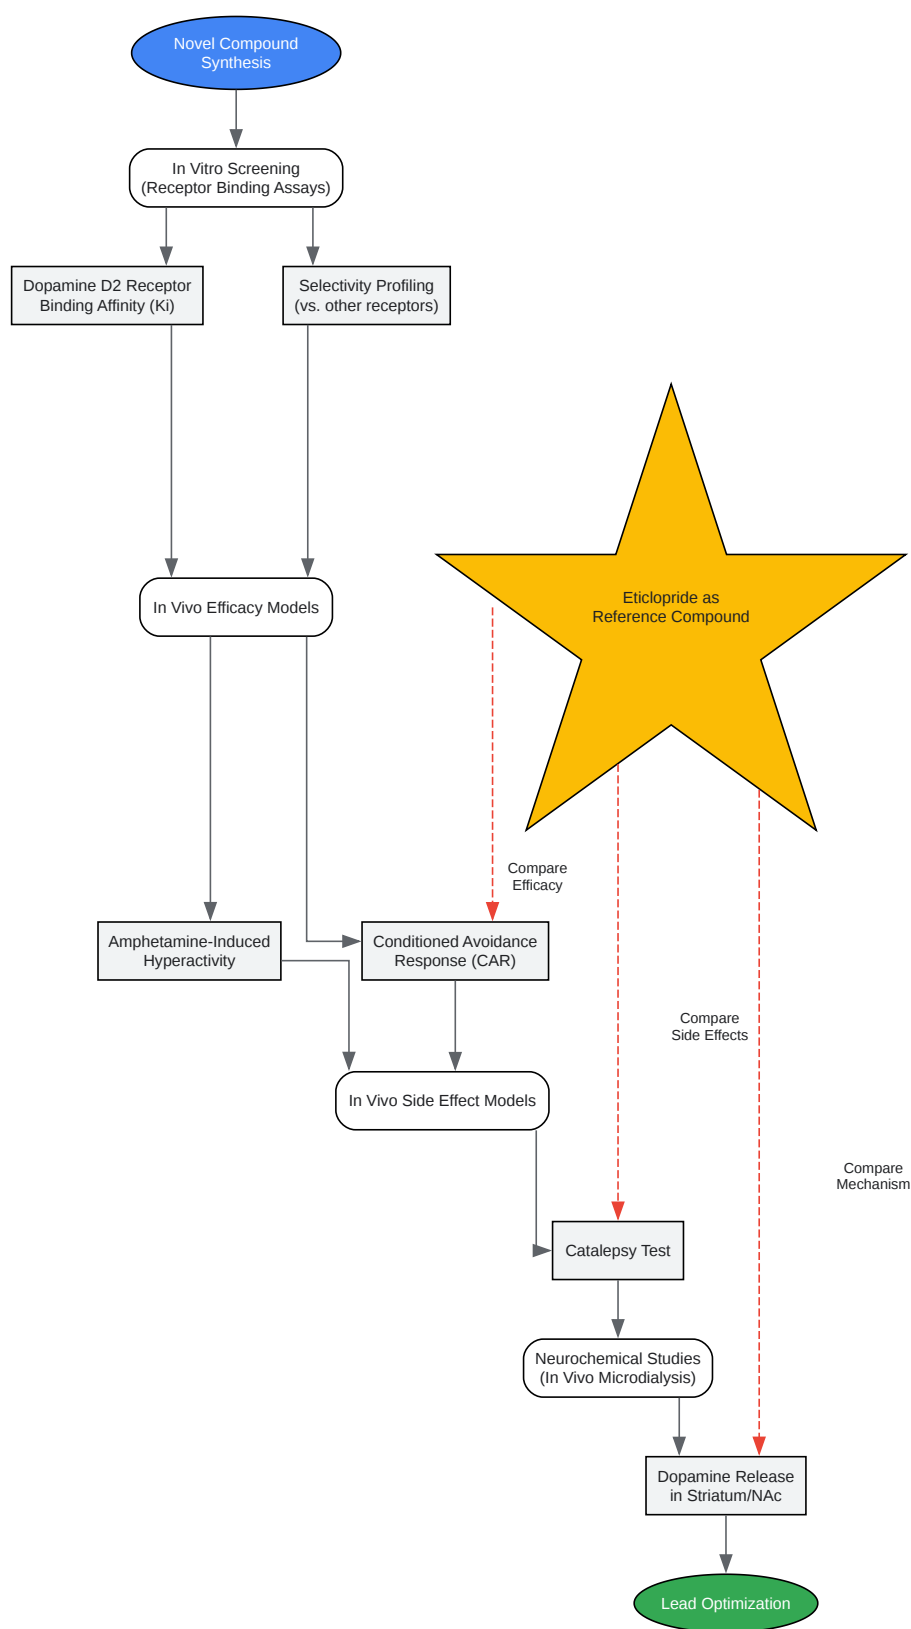 Novel Compound
Synthesis
In Vitro Screening
(Receptor Binding Assays)
Dopamine D2 Receptor
Binding Affinity (Ki)
Selectivity Profiling
(vs. other receptors)
Eticlopride as
Reference Compound
In Vivo Efficacy Models
Compare
Efficacy
Amphetamine-Induced
Hyperactivity
Conditioned Avoidance
Response (CAR)
Compare
Side Effects
In Vivo Side Effect Models
Compare
Mechanism
Catalepsy Test
Neurochemical Studies
(In Vivo Microdialysis)
Dopamine Release
in Striatum/NAc
Lead Optimization